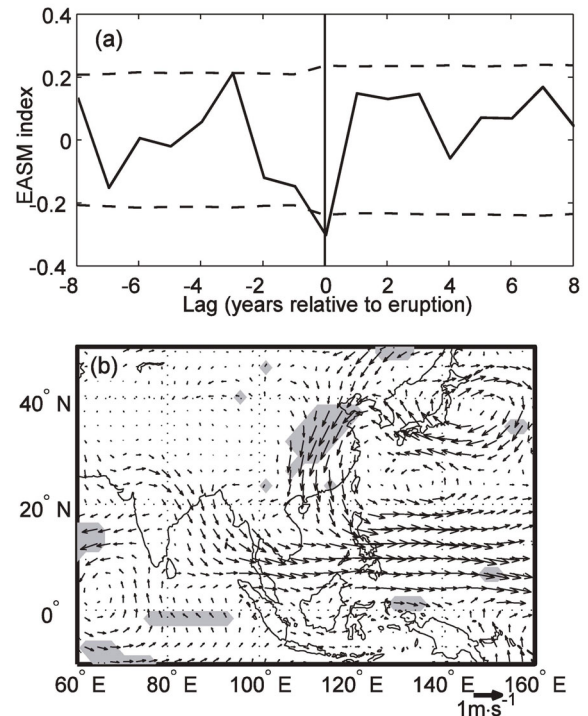 (a)
EASM index
0.4
0.2
0
-0.2
-0.4
-8 -6 -4 -2 0 2 4 6 8
Lag (years relative to eruption)
(b)
40° N
20° N
0°
60° E 80° E 100° E 120° E 140° E 160° E
1m·s⁻¹